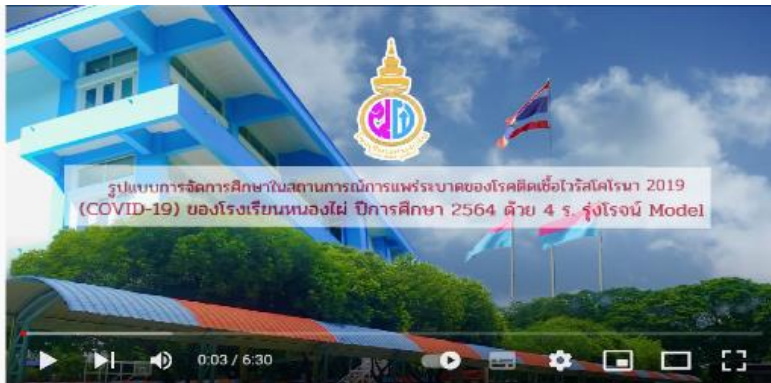 รูปแบบการจัดการศึกษาในสถานการณ์การแพร่ระบาดของโรคติดเชื้อไวรัสโคโรนา 2019
(COVID-19) ของโรงเรียนหนองไผ่ ปีการศึกษา 2564 ด้วย 4 ร. รุ่งโรจน์ Model
0:03 / 6:30